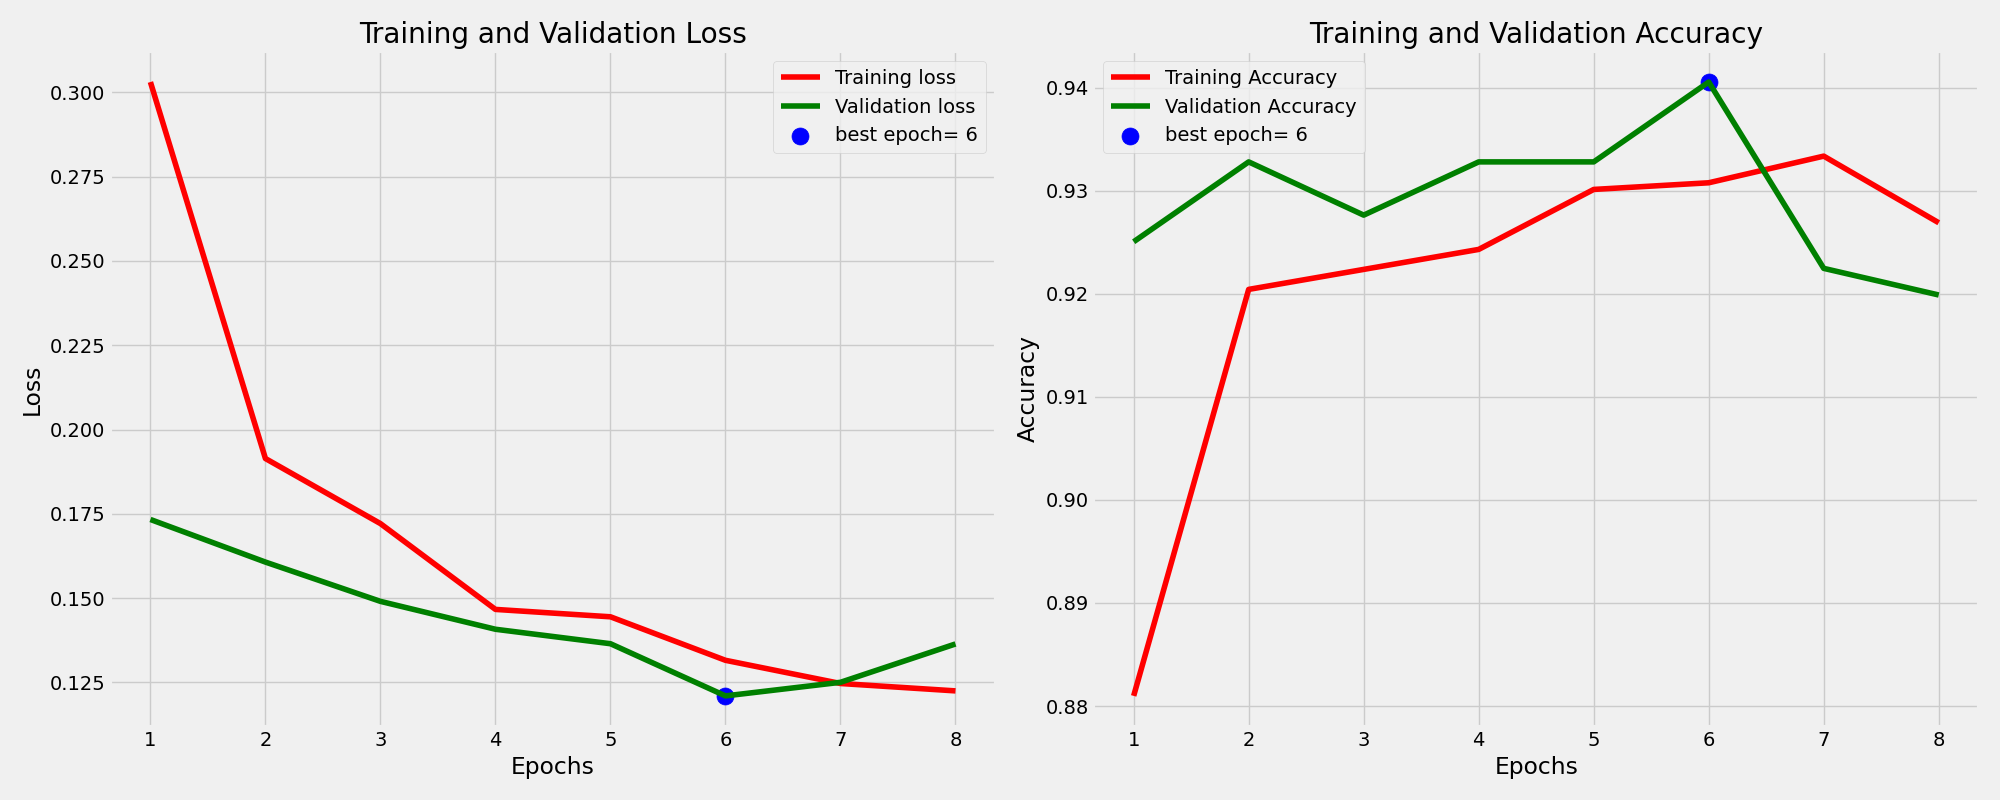 Training and Validation Loss
Training loss
Validation loss
best epoch= 6
0.300
0.275
0.250
0.225
0.200
0.175
0.150
0.125
Loss
1 2 3 4 5 6 7 8
Epochs
Training and Validation Accuracy
Training Accuracy
Validation Accuracy
best epoch= 6
0.94
0.93
0.92
0.91
0.90
0.89
0.88
Accuracy
1 2 3 4 5 6 7 8
Epochs